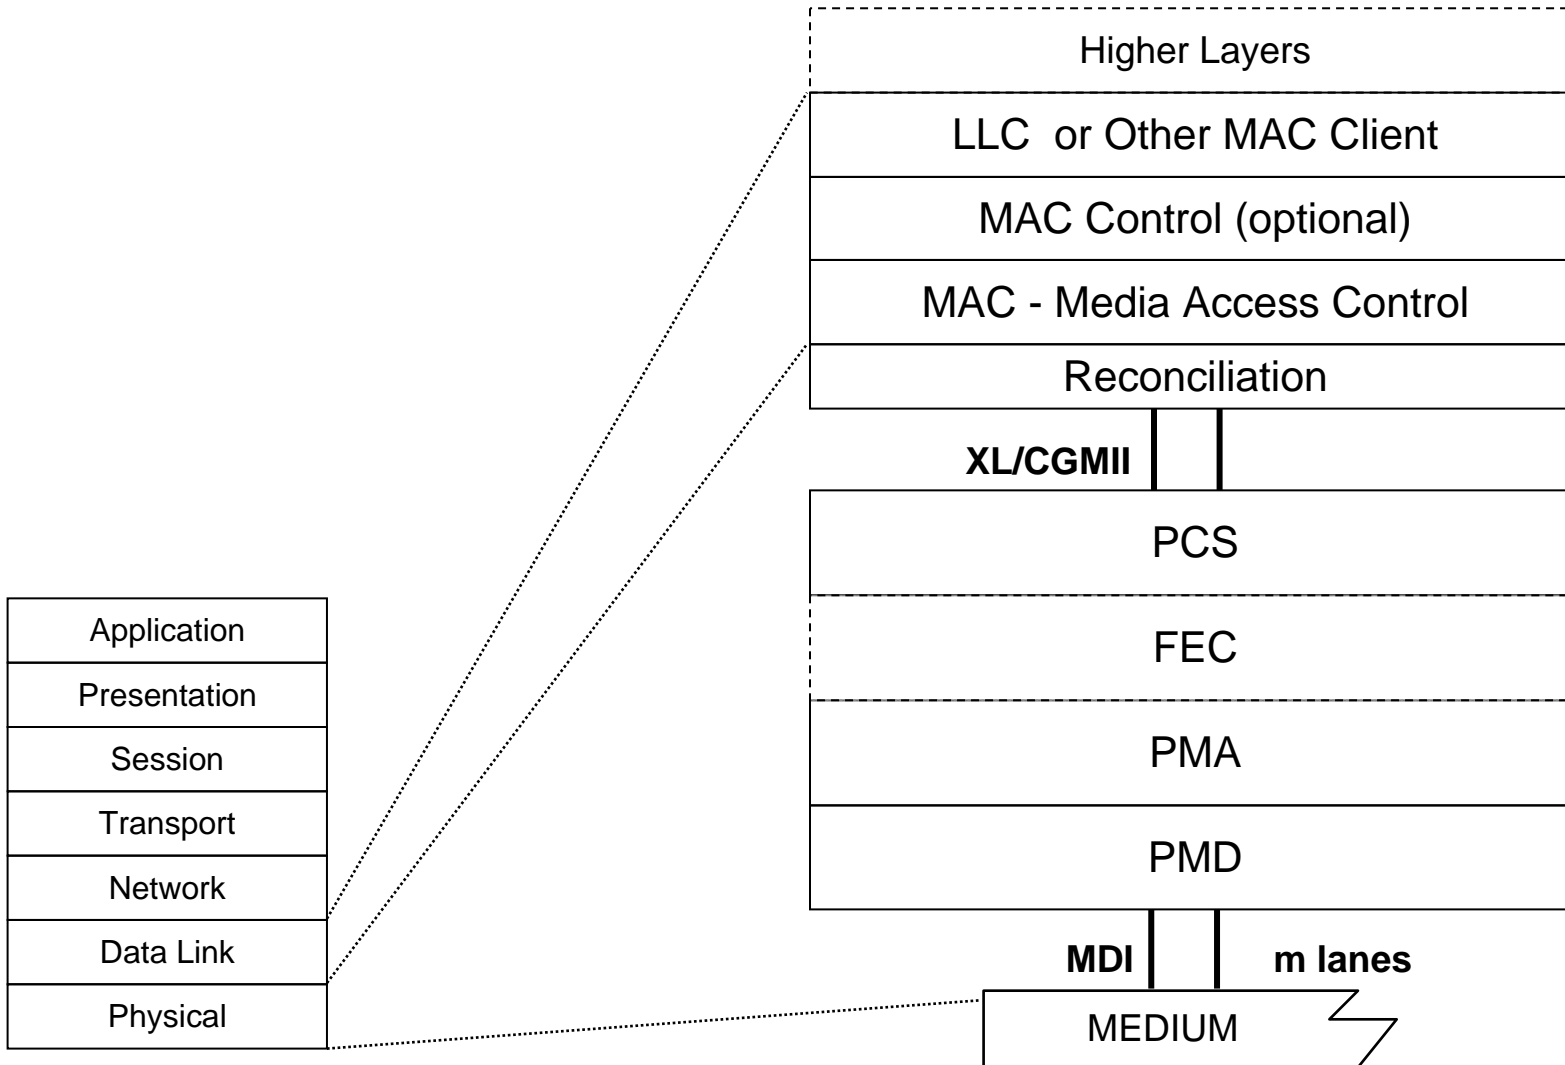 Higher Layers
LLC or Other MAC Client
MAC Control (optional)
MAC - Media Access Control
Reconciliation
XL/CGMII
PCS
FEC
PMA
PMD
MDI
m lanes
MEDIUM
Application
Presentation
Session
Transport
Network
Data Link
Physical